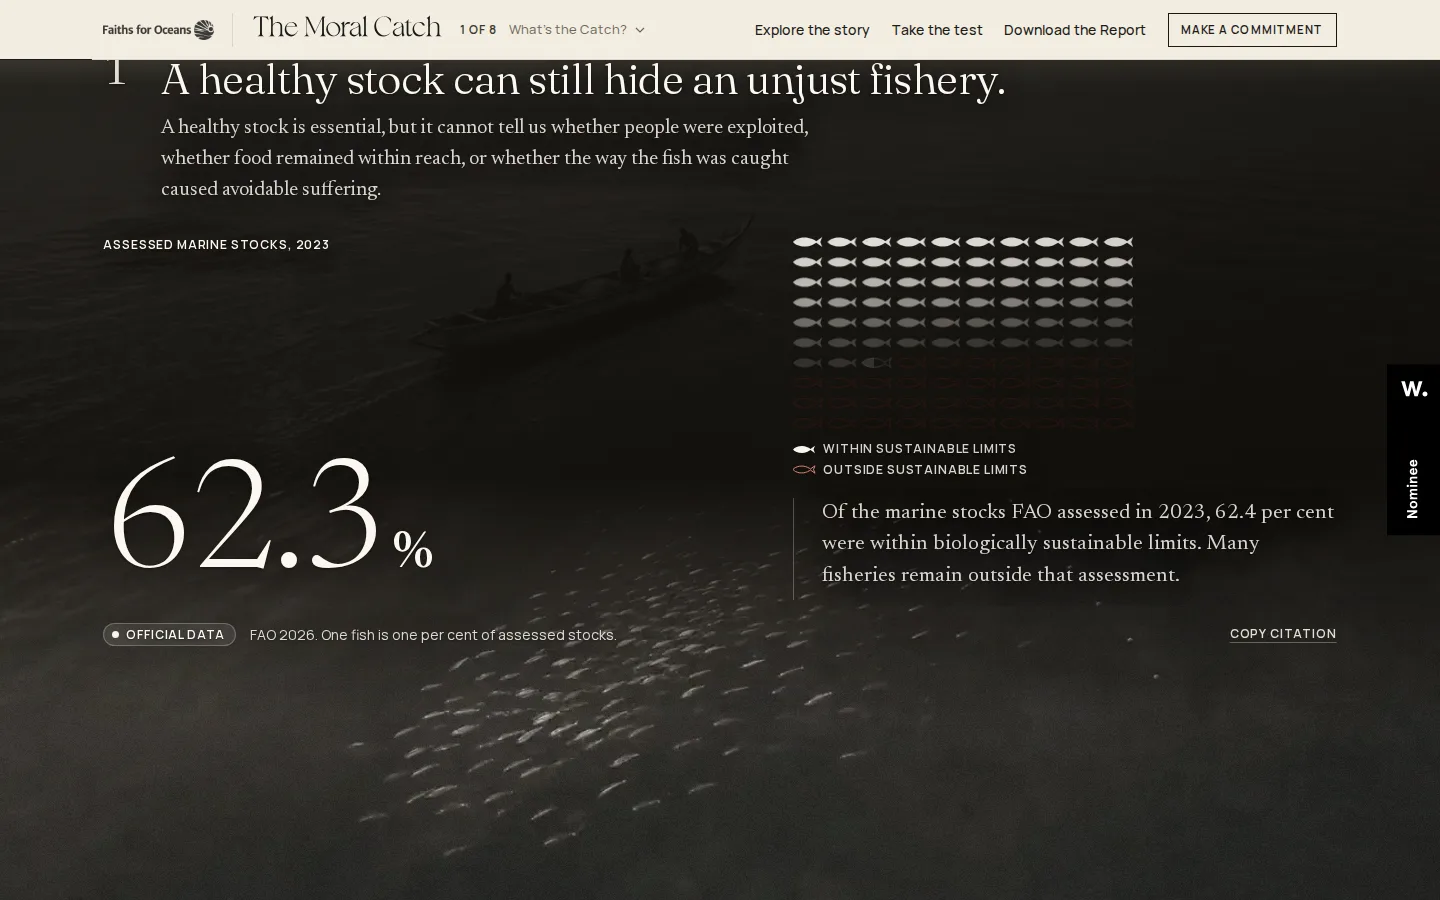 Faiths for Oceans
The Moral Catch
1 OF 8
What's the Catch?
Explore the story
Take the test
Download the Report
MAKE A COMMITMENT
1
A healthy stock can still hide an unjust fishery.
A healthy stock is essential, but it cannot tell us whether people were exploited,
whether food remained within reach, or whether the way the fish was caught
caused avoidable suffering.
ASSESSED MARINE STOCKS, 2023
WITHIN SUSTAINABLE LIMITS
OUTSIDE SUSTAINABLE LIMITS
62.3 %
Of the marine stocks FAO assessed in 2023, 62.4 per cent
were within biologically sustainable limits. Many
fisheries remain outside that assessment.
OFFICIAL DATA
FAO 2026. One fish is one per cent of assessed stocks.
COPY CITATION
W.
Nominee